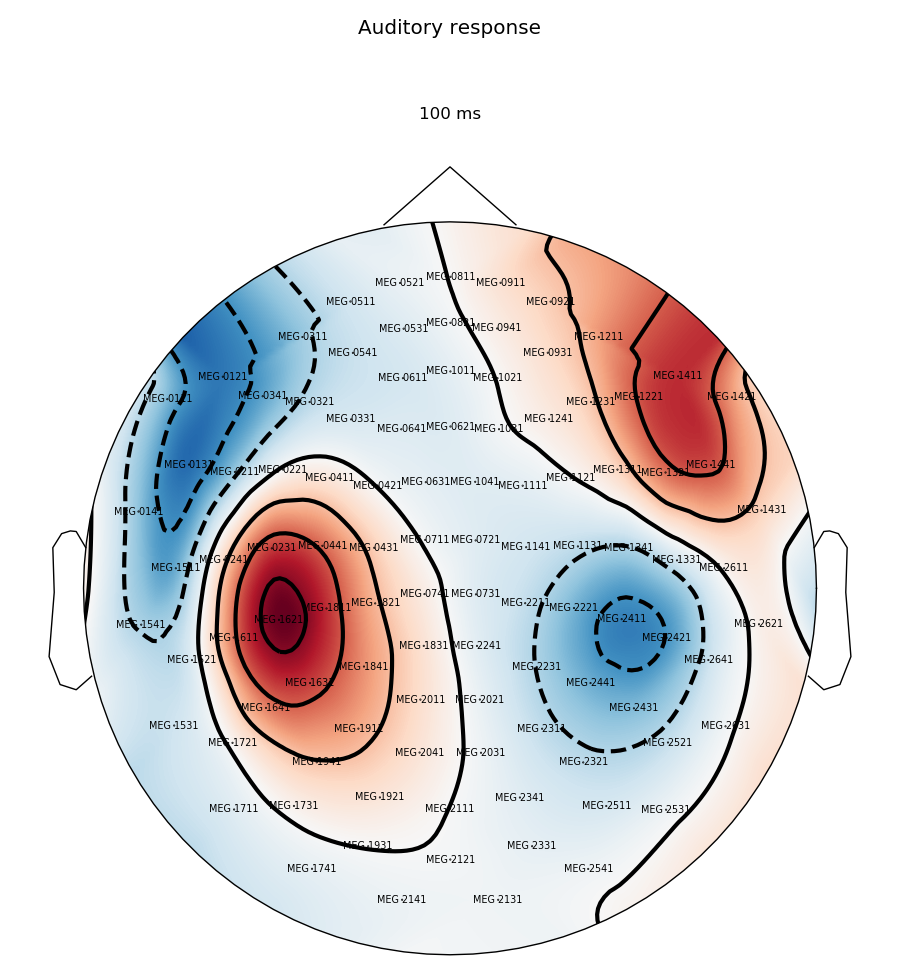 Auditory response
100 ms
MEG 0811
MEG 0521 MEG 0911
MEG 0511 MEG 0921
MEG 0531 MEG 0821 MEG 0941
MEG 0311 MEG 1211
MEG 0541 MEG 0931
MEG 1011
MEG 0121 MEG 0611 MEG 1021 MEG 1411
MEG 0111 MEG 0341 MEG 0321 MEG 1231 MEG 1221 MEG 1421
MEG 0331 MEG 1241
MEG 0641 MEG 0621 MEG 1031
MEG 0131 MEG 0211 MEG 0221 MEG 1311 MEG 1321 MEG 1441
MEG 0411 MEG 0421 MEG 0631 MEG 1041 MEG 1111 MEG 1121
MEG 0141 MEG 1431
MEG 0231 MEG 0441 MEG 0431 MEG 0711 MEG 0721 MEG 1141 MEG 1131 MEG 1341
MEG 1511 MEG 0241 MEG 1331 MEG 2611
MEG 1621 MEG 1811 MEG 1821 MEG 0741 MEG 0731 MEG 2211 MEG 2221 MEG 2411
MEG 1541 MEG 2621
MEG 1611 MEG 1831 MEG 2241 MEG 2421
MEG 1521 MEG 1841 MEG 2231 MEG 2641
MEG 1631 MEG 2441
MEG 1641 MEG 2011 MEG 2021 MEG 2431
MEG 1531 MEG 1911 MEG 2311 MEG 2631
MEG 1721 MEG 2041 MEG 2031 MEG 2521
MEG 1941 MEG 2321
MEG 1711 MEG 1731 MEG 1921 MEG 2111 MEG 2341 MEG 2511 MEG 2531
MEG 1931 MEG 2331
MEG 1741 MEG 2121 MEG 2541
MEG 2141 MEG 2131